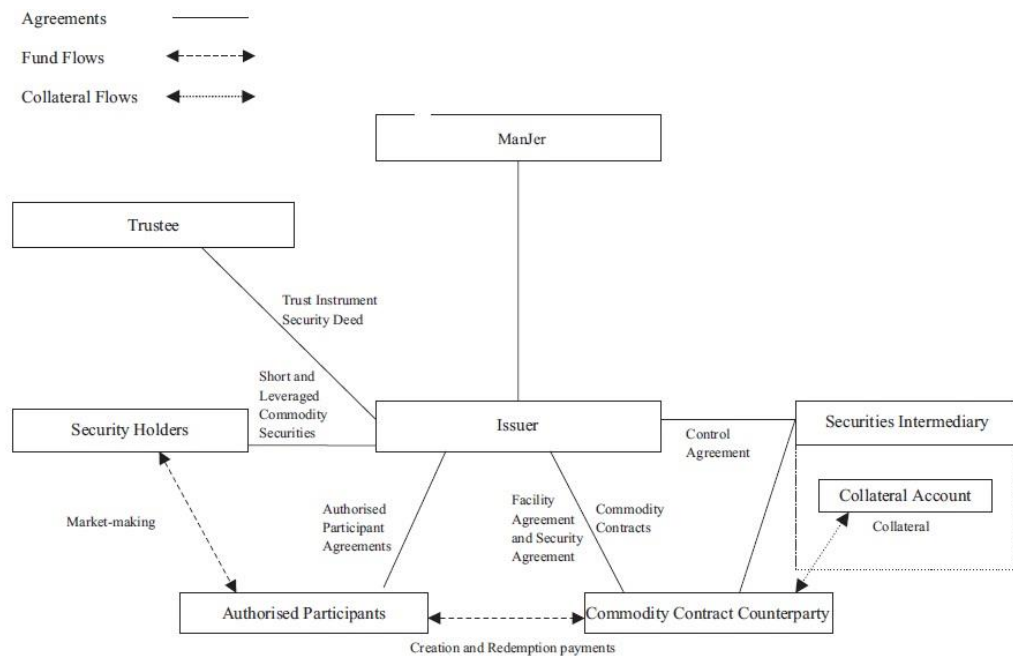 Agreements
Fund Flows
Collateral Flows
ManJer
Trustee
Trust Instrument
Security Deed
Short and
Leveraged
Commodity
Securities
Security Holders
Issuer
Securities Intermediary
Control
Agreement
Collateral Account
Collateral
Market-making
Authorised
Participant
Agreements
Facility
Agreement
and Security
Agreement
Commodity
Contracts
Authorised Participants
Commodity Contract Counterparty
Creation and Redemption payments